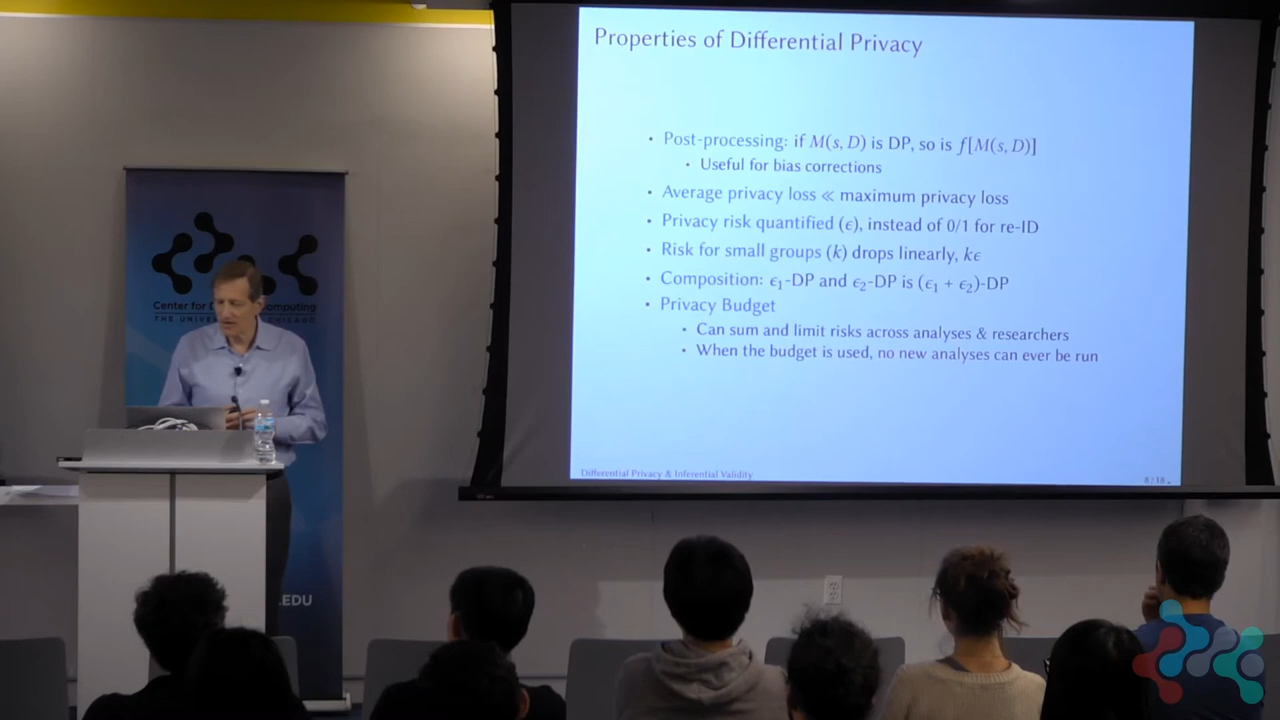 Properties of Differential Privacy
• Post-processing: if M(s, D) is DP, so is f[M(s, D)]
• Useful for bias corrections
• Average privacy loss ≪ maximum privacy loss
• Privacy risk quantified (ϵ), instead of 0/1 for re-ID
• Risk for small groups (k) drops linearly, kϵ
• Composition: ϵ₁-DP and ϵ₂-DP is (ϵ₁ + ϵ₂)-DP
• Privacy Budget
• Can sum and limit risks across analyses & researchers
• When the budget is used, no new analyses can ever be run
Differential Privacy & Inferential Validity
8/18
Center for omputing
THE
.EDU